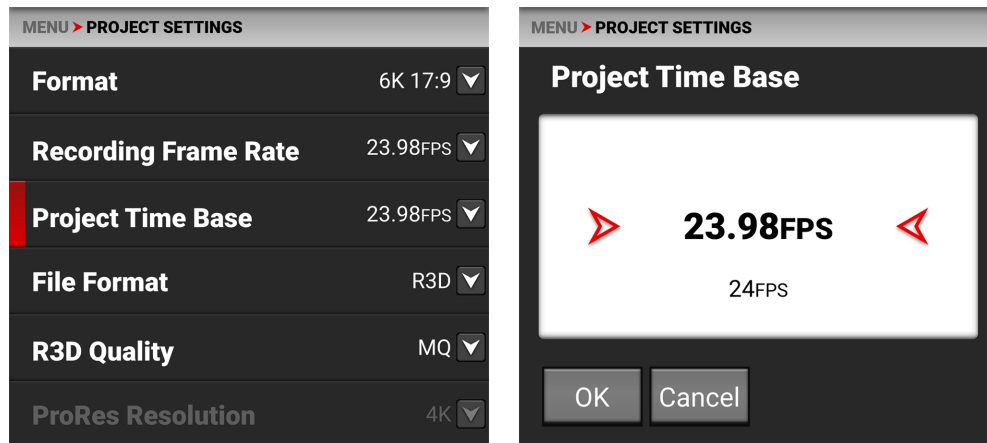 MENU PROJECT SETTINGS
Format 6K 17:9
Recording Frame Rate 23.98FPS
Project Time Base 23.98FPS
File Format R3D
R3D Quality MQ
ProRes Resolution 4K
MENU PROJECT SETTINGS
Project Time Base
23.98FPS
24FPS
OK Cancel